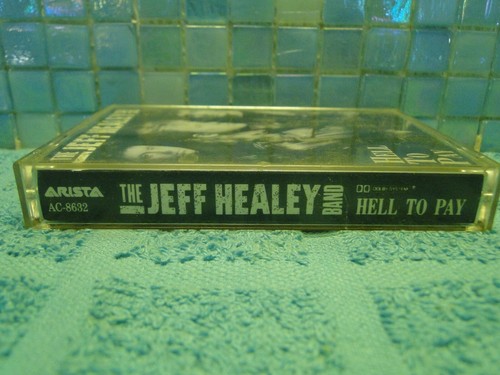 THE JEFF HEALEY
HELL TO PAY
ARISTA
AC-8632
THE JEFF HEALEY BAND
HELL TO PAY